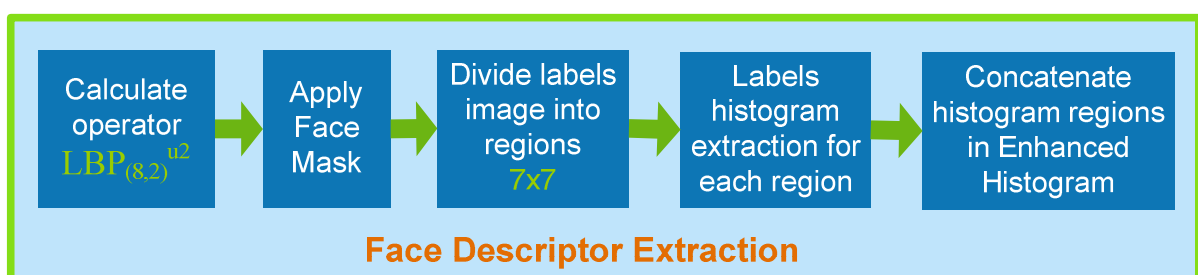 Calculate
operator
LBP(8,2)u2
Apply
Face
Mask
Divide labels
image into
regions
7x7
Labels
histogram
extraction for
each region
Concatenate
histogram regions
in Enhanced
Histogram
Face Descriptor Extraction